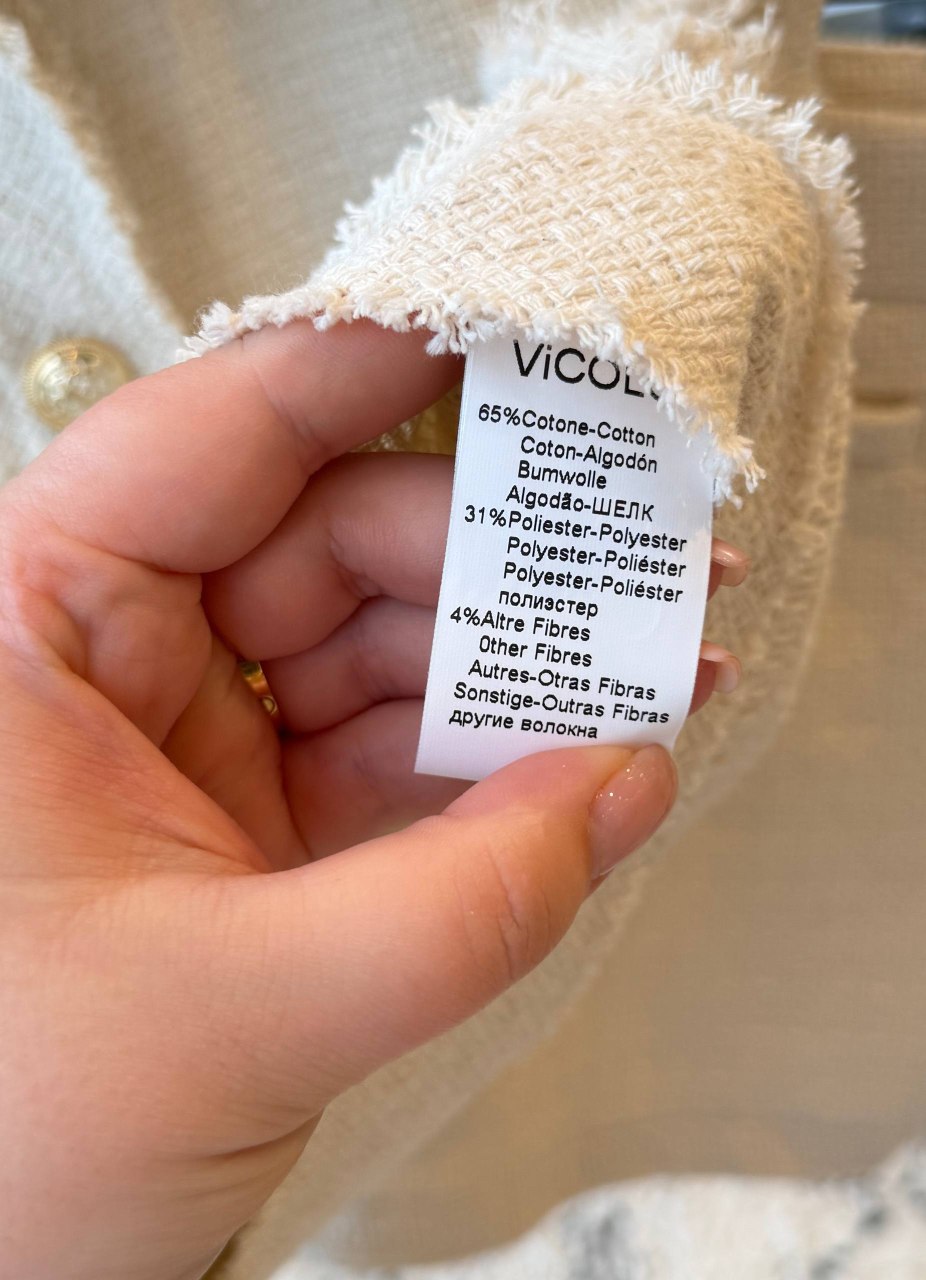 ViCOL
65%Cotone-Cotton
Coton-Algodón
Bumwolle
Algodão-ШЕЛК
31%Poliester-Polyester
Polyester-Poliéster
Polyester-Poliéster
полиэстер
4%Altre Fibres
Other Fibres
Autres-Otras Fibras
Sonstige-Outras Fibras
другие волокна